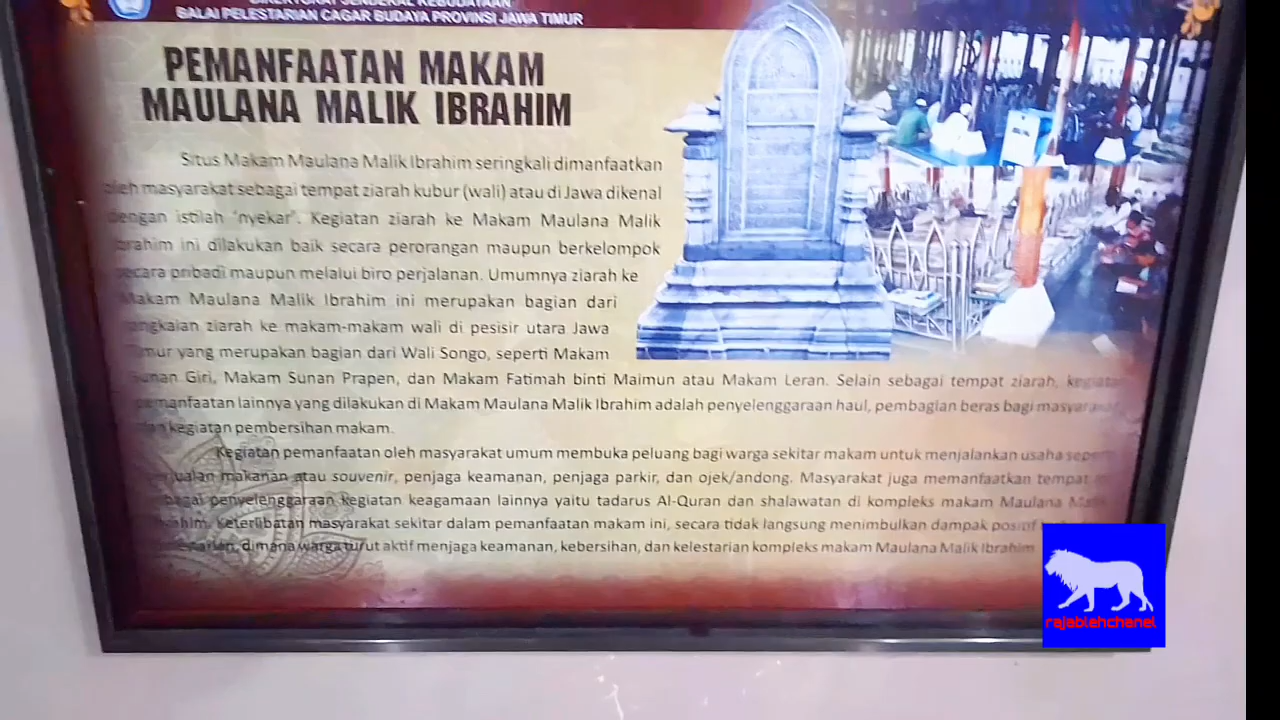 BALAI PELESTARIAN CAGAR BUDAYA PROVINSI JAWA TIMUR
PEMANFAATAN MAKAM
MAULANA MALIK IBRAHIM
Situs Makam Maulana Malik Ibrahim seringkali dimanfaatkan
oleh masyarakat sebagai tempat ziarah kubur (wali) atau di Jawa dikenal
dengan istilah 'nyekar'. Kegiatan ziarah ke Makam Maulana Malik
Ibrahim ini dilakukan baik secara perorangan maupun berkelompok
secara pribadi maupun melalui biro perjalanan. Umumnya ziarah ke
Makam Maulana Malik Ibrahim ini merupakan bagian dari
rangkaian ziarah ke makam-makam wali di pesisir utara Jawa
Timur yang merupakan bagian dari Wali Songo, seperti Makam
Sunan Giri, Makam Sunan Prapen, dan Makam Fatimah binti Maimun atau Makam Leran. Selain sebagai tempat ziarah, kegiatan
pemanfaatan lainnya yang dilakukan di Makam Maulana Malik Ibrahim adalah penyelenggaraan haul, pembagian beras bagi masyarakat
dan kegiatan pembersihan makam.
Kegiatan pemanfaatan oleh masyarakat umum membuka peluang bagi warga sekitar makam untuk menjalankan usaha seperti
makanan atau souvenir, penjaga keamanan, penjaga parkir, dan ojek/andong. Masyarakat juga memanfaatkan tempat
penyelenggaraan kegiatan keagamaan lainnya yaitu tadarus Al-Quran dan shalawatan di kompleks makam Maulana Malik
Ibrahim. Keterlibatan masyarakat sekitar dalam pemanfaatan makam ini, secara tidak langsung menimbulkan dampak positif
dimana warga turut aktif menjaga keamanan, kebersihan, dan kelestarian kompleks makam Maulana Malik Ibrahim
rajablehchanel